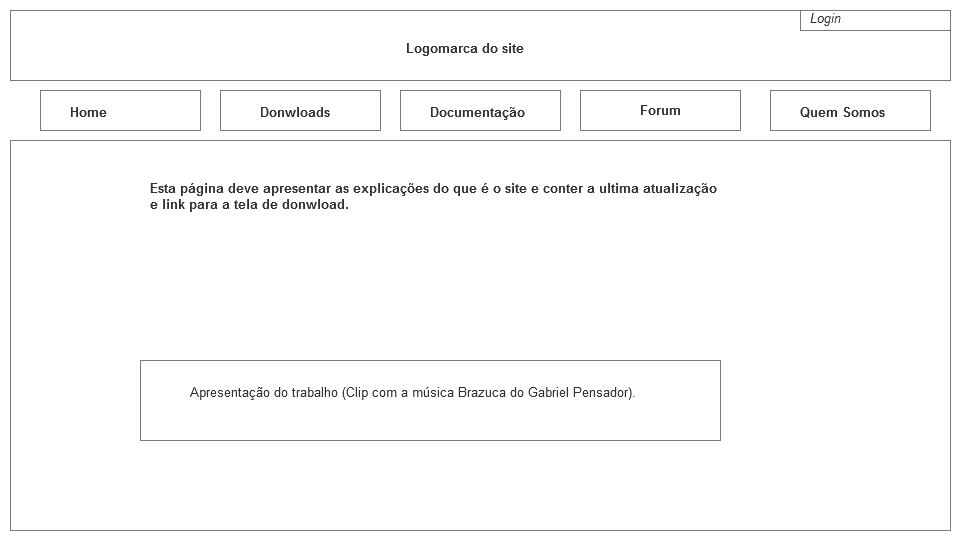 Login
Logomarca do site
Home
Donwloads
Documentação
Forum
Quem Somos
Esta página deve apresentar as explicações do que é o site e conter a ultima atualização
e link para a tela de donwload.
Apresentação do trabalho (Clip com a música Brazuca do Gabriel Pensador).